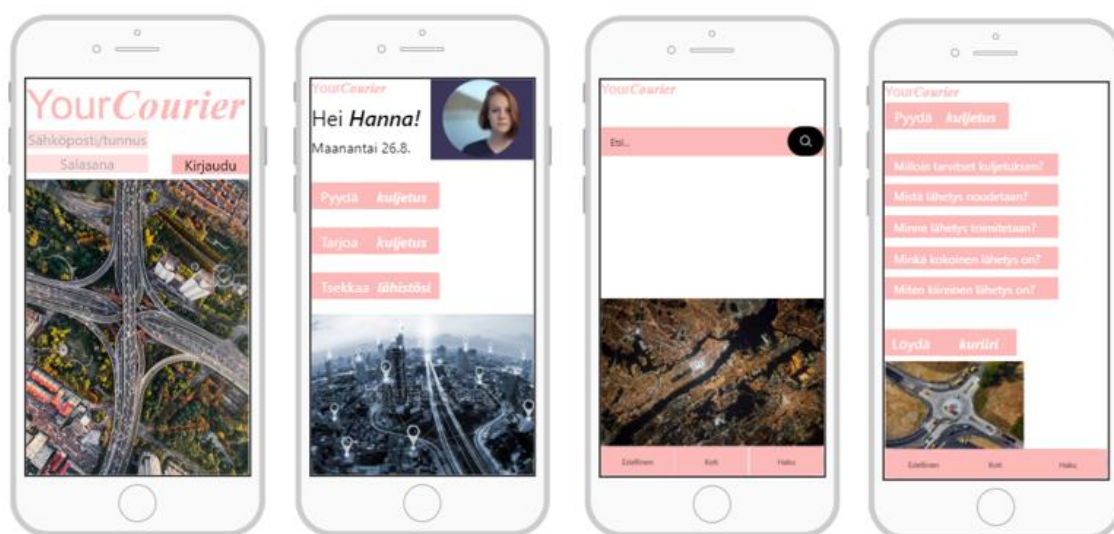 YourCourier
Sähköposti/tunnus
Salasana
Kirjaudu
YourCourier
Hei Hanna!
Maanantai 26.8.
Pyydä kuljetus
Tarjoa kuljetus
Tsekkaa lähistösi
YourCourier
Etsi...
Edellinen
Koti
Haku
YourCourier
Pyydä kuljetus
Milloin tarvitset kuljetuksen?
Mistä lähetys noudetaan?
Minne lähetys toimitetaan?
Minkä kokoinen lähetys on?
Miten kiireinen lähetys on?
Löydä kuriiri
Edellinen
Koti
Haku